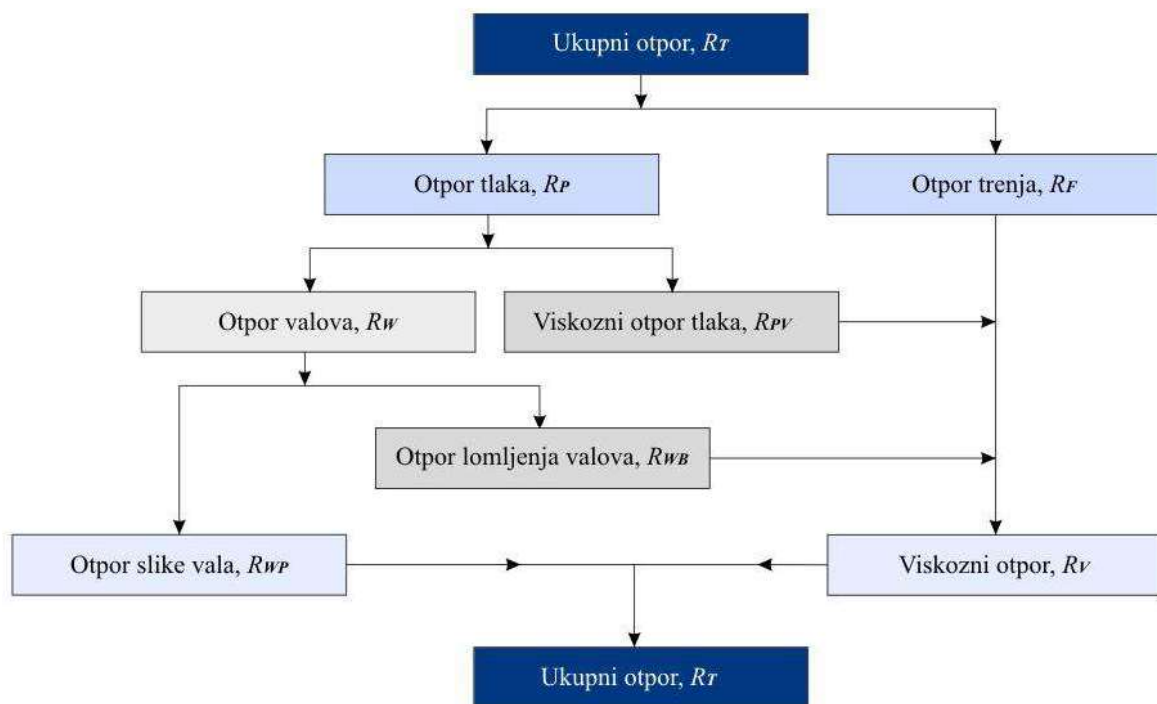 Ukupni otpor, RT
Otpor tlaka, RP
Otpor trenja, RF
Otpor valova, RW
Viskozni otpor tlaka, RPV
Otpor lomljenja valova, RWB
Otpor slike vala, RWP
Viskozni otpor, RV
Ukupni otpor, RT